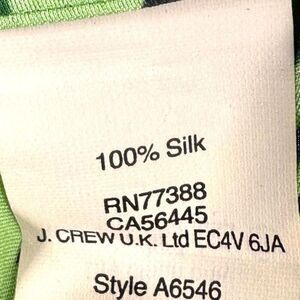 100% Silk
RN77388
CA56445
J. CREW U.K. Ltd EC4V 6JA
Style A6546